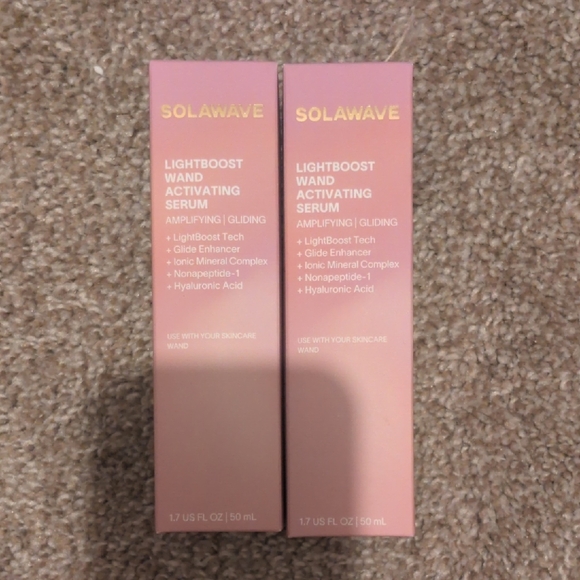 SOLAWAVE
LIGHTBOOST
WAND
ACTIVATING
SERUM
AMPLIFYING | GLIDING
+ LightBoost Tech
+ Glide Enhancer
+ Ionic Mineral Complex
+ Nonapeptide-1
+ Hyaluronic Acid
USE WITH YOUR SKINCARE
WAND
1.7 US FL OZ | 50 mL
SOLAWAVE
LIGHTBOOST
WAND
ACTIVATING
SERUM
AMPLIFYING | GLIDING
+ LightBoost Tech
+ Glide Enhancer
+ Ionic Mineral Complex
+ Nonapeptide-1
+ Hyaluronic Acid
USE WITH YOUR SKINCARE
WAND
1.7 US FL OZ | 50 mL